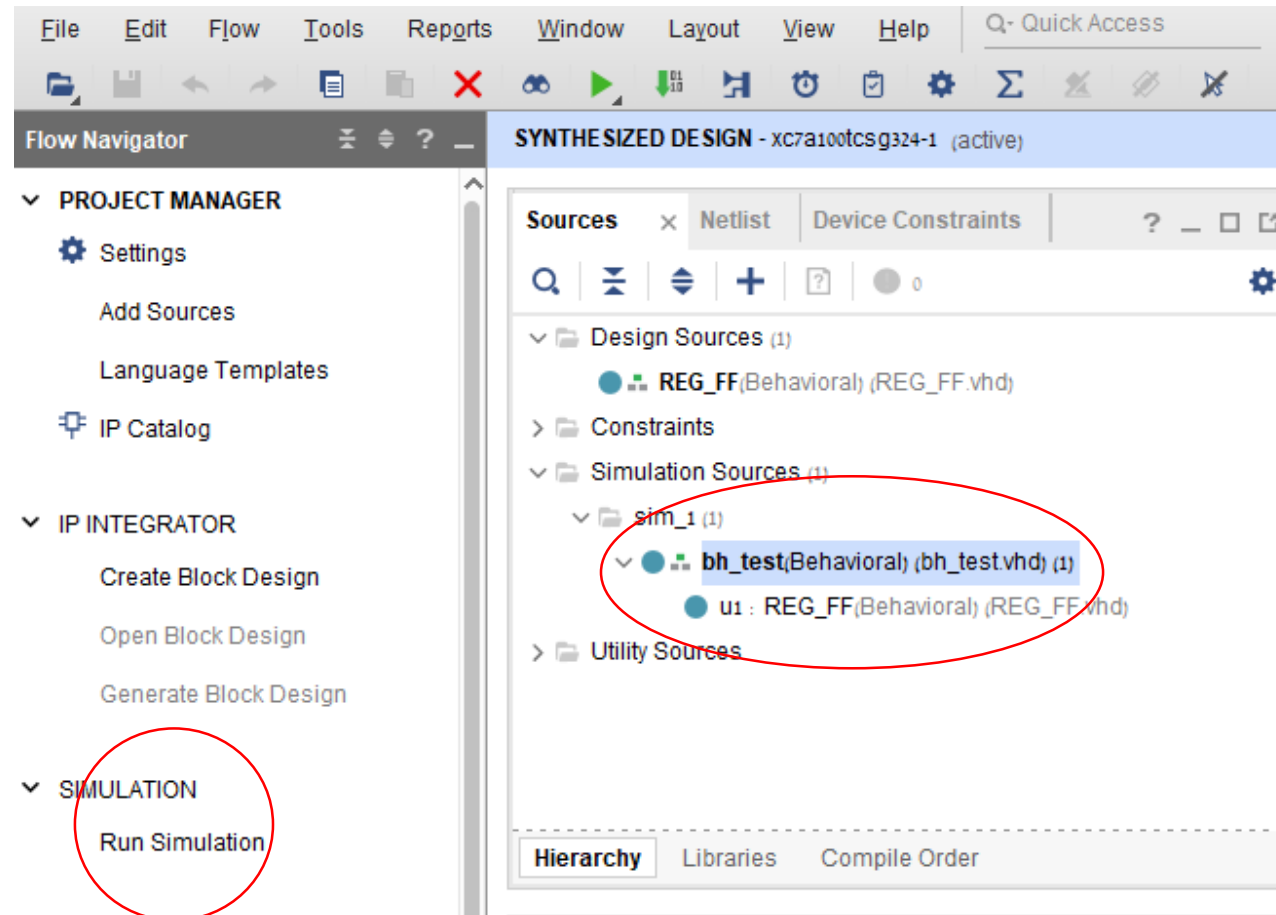 File Edit Flow Tools Reports Window Layout View Help Q- Quick Access
Flow Navigator ?
PROJECT MANAGER
Settings
Add Sources
Language Templates
IP Catalog
IP INTEGRATOR
Create Block Design
Open Block Design
Generate Block Design
SIMULATION
Run Simulation
SYNTHESIZED DESIGN - xc7a100tcsg324-1 (active)
Sources Netlist Device Constraints ?
0
Design Sources (1)
REG_FF(Behavioral) (REG_FF.vhd)
Constraints
Simulation Sources (1)
sim_1 (1)
bh_test(Behavioral) (bh_test.vhd) (1)
u1 : REG_FF(Behavioral) (REG_FF.vhd)
Utility Sources
Hierarchy Libraries Compile Order